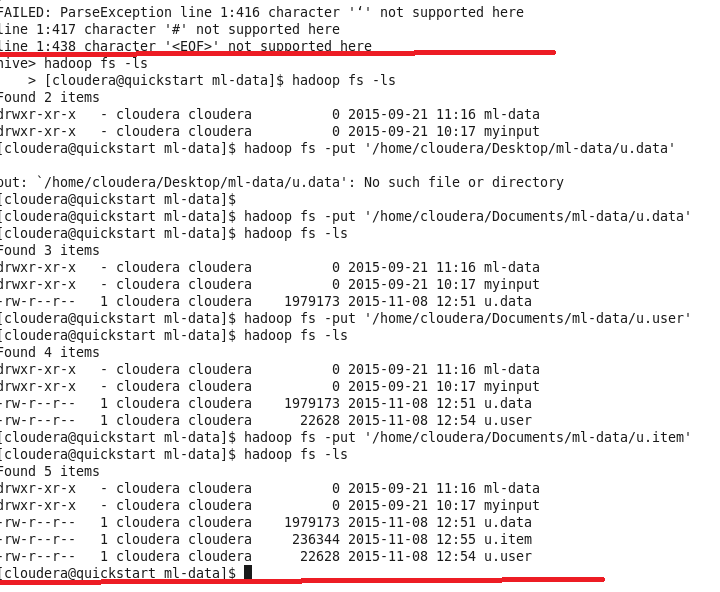 FAILED: ParseException line 1:416 character '‘' not supported here
line 1:417 character '#' not supported here
line 1:438 character '<EOF>' not supported here
hive> hadoop fs -ls
    > [cloudera@quickstart ml-data]$ hadoop fs -ls
Found 2 items
drwxr-xr-x   - cloudera cloudera          0 2015-09-21 11:16 ml-data
drwxr-xr-x   - cloudera cloudera          0 2015-09-21 10:17 myinput
[cloudera@quickstart ml-data]$ hadoop fs -put '/home/cloudera/Desktop/ml-data/u.data'
put: `/home/cloudera/Desktop/ml-data/u.data': No such file or directory
[cloudera@quickstart ml-data]$
[cloudera@quickstart ml-data]$ hadoop fs -put '/home/cloudera/Documents/ml-data/u.data'
[cloudera@quickstart ml-data]$ hadoop fs -ls
Found 3 items
drwxr-xr-x   - cloudera cloudera          0 2015-09-21 11:16 ml-data
drwxr-xr-x   - cloudera cloudera          0 2015-09-21 10:17 myinput
-rw-r--r--   1 cloudera cloudera    1979173 2015-11-08 12:51 u.data
[cloudera@quickstart ml-data]$ hadoop fs -put '/home/cloudera/Documents/ml-data/u.user'
[cloudera@quickstart ml-data]$ hadoop fs -ls
Found 4 items
drwxr-xr-x   - cloudera cloudera          0 2015-09-21 11:16 ml-data
drwxr-xr-x   - cloudera cloudera          0 2015-09-21 10:17 myinput
-rw-r--r--   1 cloudera cloudera    1979173 2015-11-08 12:51 u.data
-rw-r--r--   1 cloudera cloudera      22628 2015-11-08 12:54 u.user
[cloudera@quickstart ml-data]$ hadoop fs -put '/home/cloudera/Documents/ml-data/u.item'
[cloudera@quickstart ml-data]$ hadoop fs -ls
Found 5 items
drwxr-xr-x   - cloudera cloudera          0 2015-09-21 11:16 ml-data
drwxr-xr-x   - cloudera cloudera          0 2015-09-21 10:17 myinput
-rw-r--r--   1 cloudera cloudera    1979173 2015-11-08 12:51 u.data
-rw-r--r--   1 cloudera cloudera     236344 2015-11-08 12:55 u.item
-rw-r--r--   1 cloudera cloudera      22628 2015-11-08 12:54 u.user
[cloudera@quickstart ml-data]$